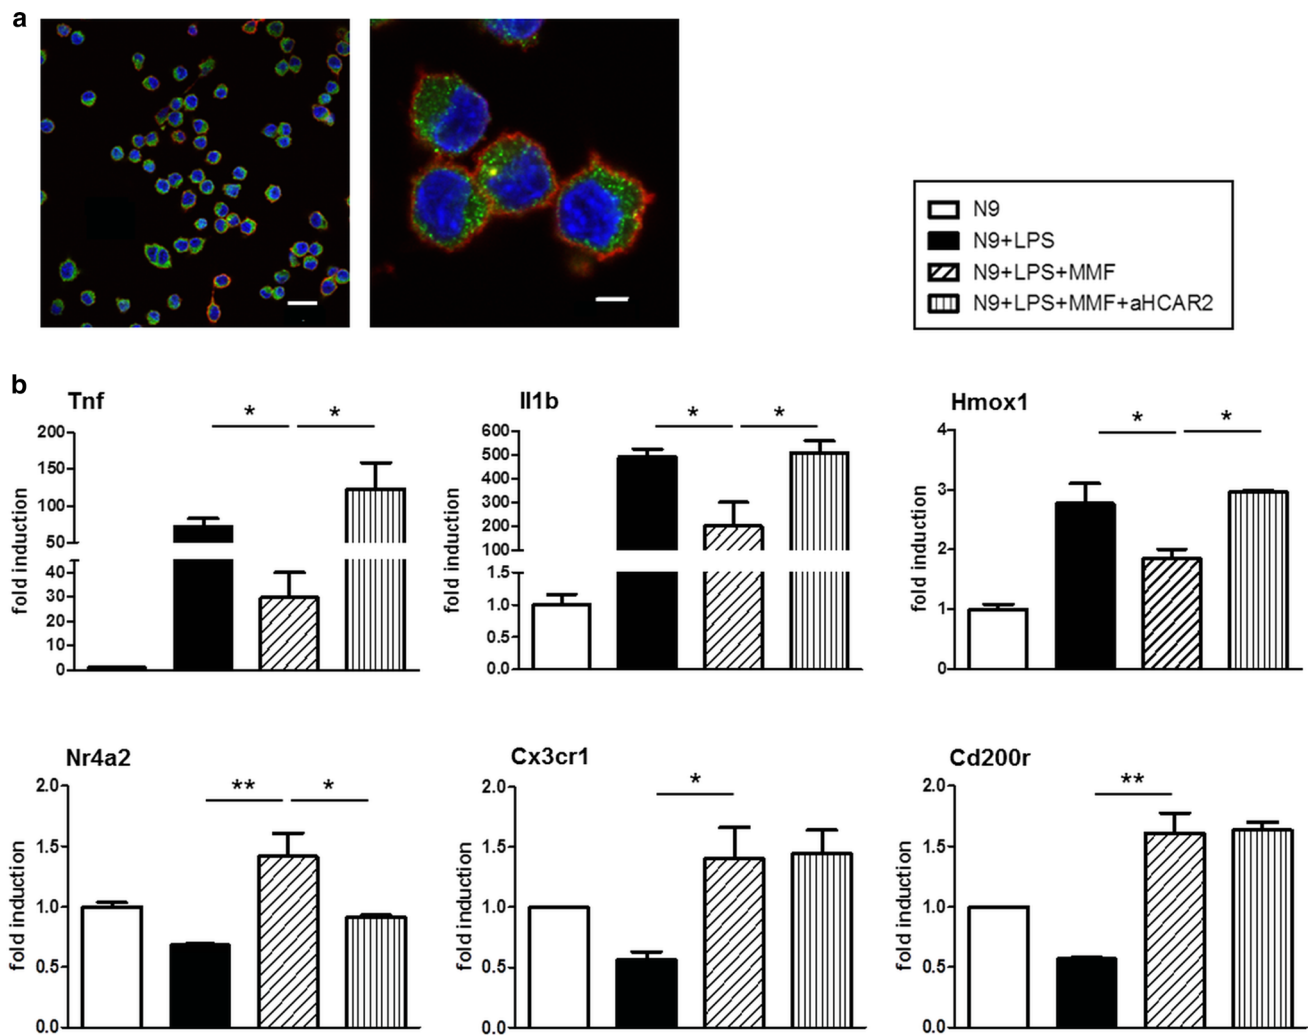 a
N9
N9+LPS
N9+LPS+MMF
N9+LPS+MMF+aHCAR2
b
Tnf
* *
fold induction
200
150
100
50
40
30
20
10
0
Il1b
* *
fold induction
600
500
400
300
200
100
1.5
1.0
0.5
0.0
Hmox1
* *
fold induction
4
3
2
1
0
Nr4a2
** *
fold induction
2.0
1.5
1.0
0.5
0.0
Cx3cr1
*
fold induction
2.0
1.5
1.0
0.5
0.0
Cd200r
**
fold induction
2.0
1.5
1.0
0.5
0.0